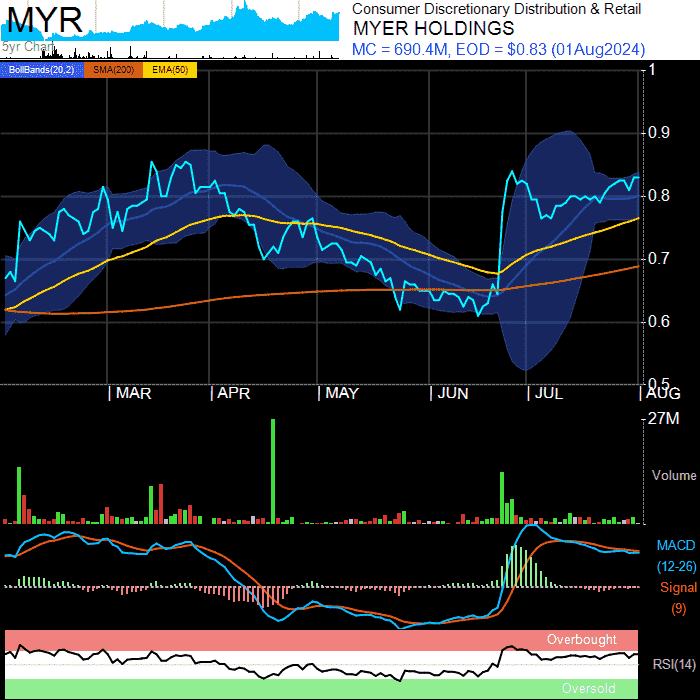 MYR
5yr Chart
Consumer Discretionary Distribution & Retail
MYER HOLDINGS
MC = 690.4M, EOD = $0.83 (01Aug2024)
BollBands(20,2) SMA(200) EMA(50)
1
0.9
0.8
0.7
0.6
0.5
MAR APR MAY JUN JUL AUG
27M
Volume
MACD
(12-26)
Signal
(9)
Overbought
RSI(14)
Oversold